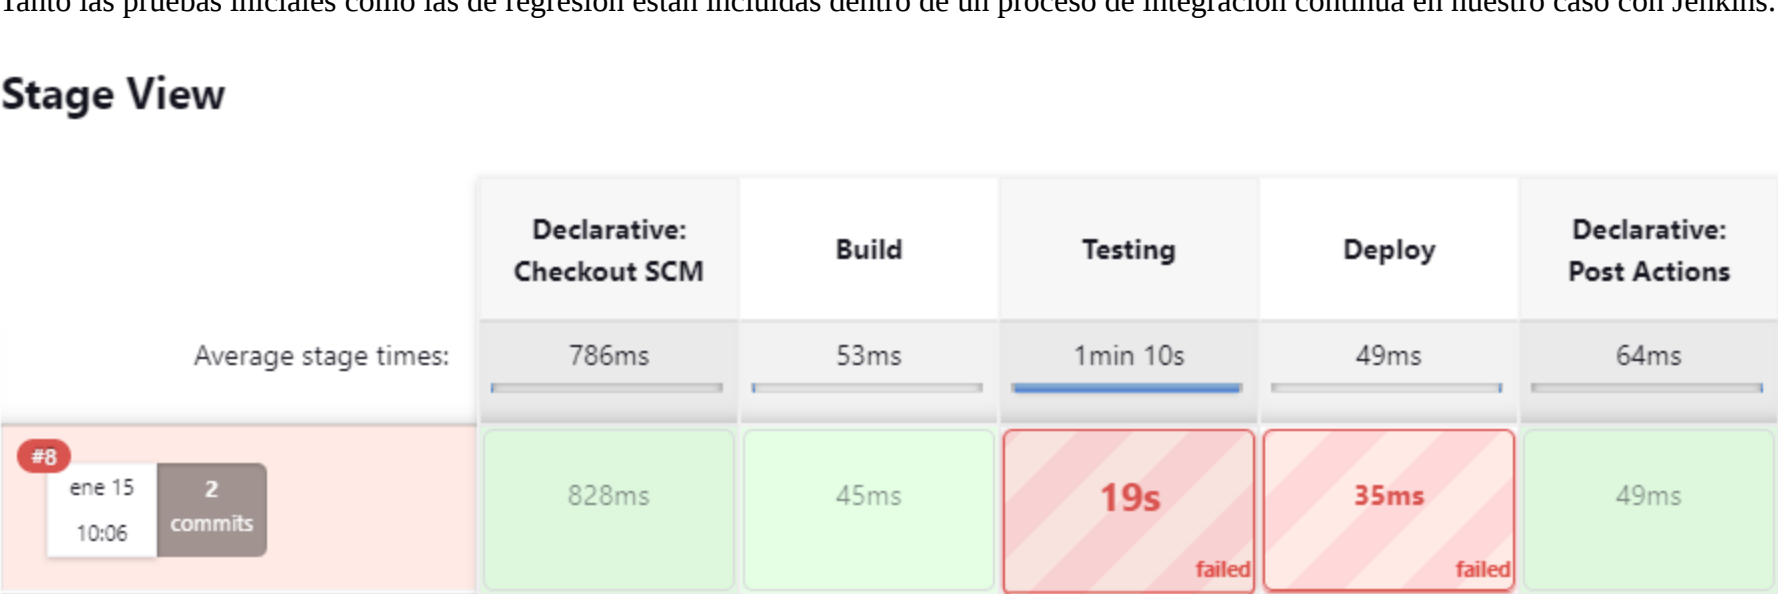 Tanto las pruebas iniciales como las de regresión están incluidas dentro de un proceso de integración continua en nuestro caso con Jenkins.
Stage View
Declarative:
Checkout SCM
Build
Testing
Deploy
Declarative:
Post Actions
Average stage times:
786ms
53ms
1min 10s
49ms
64ms
#8
ene 15
10:06
2
commits
828ms
45ms
19s
failed
35ms
failed
49ms